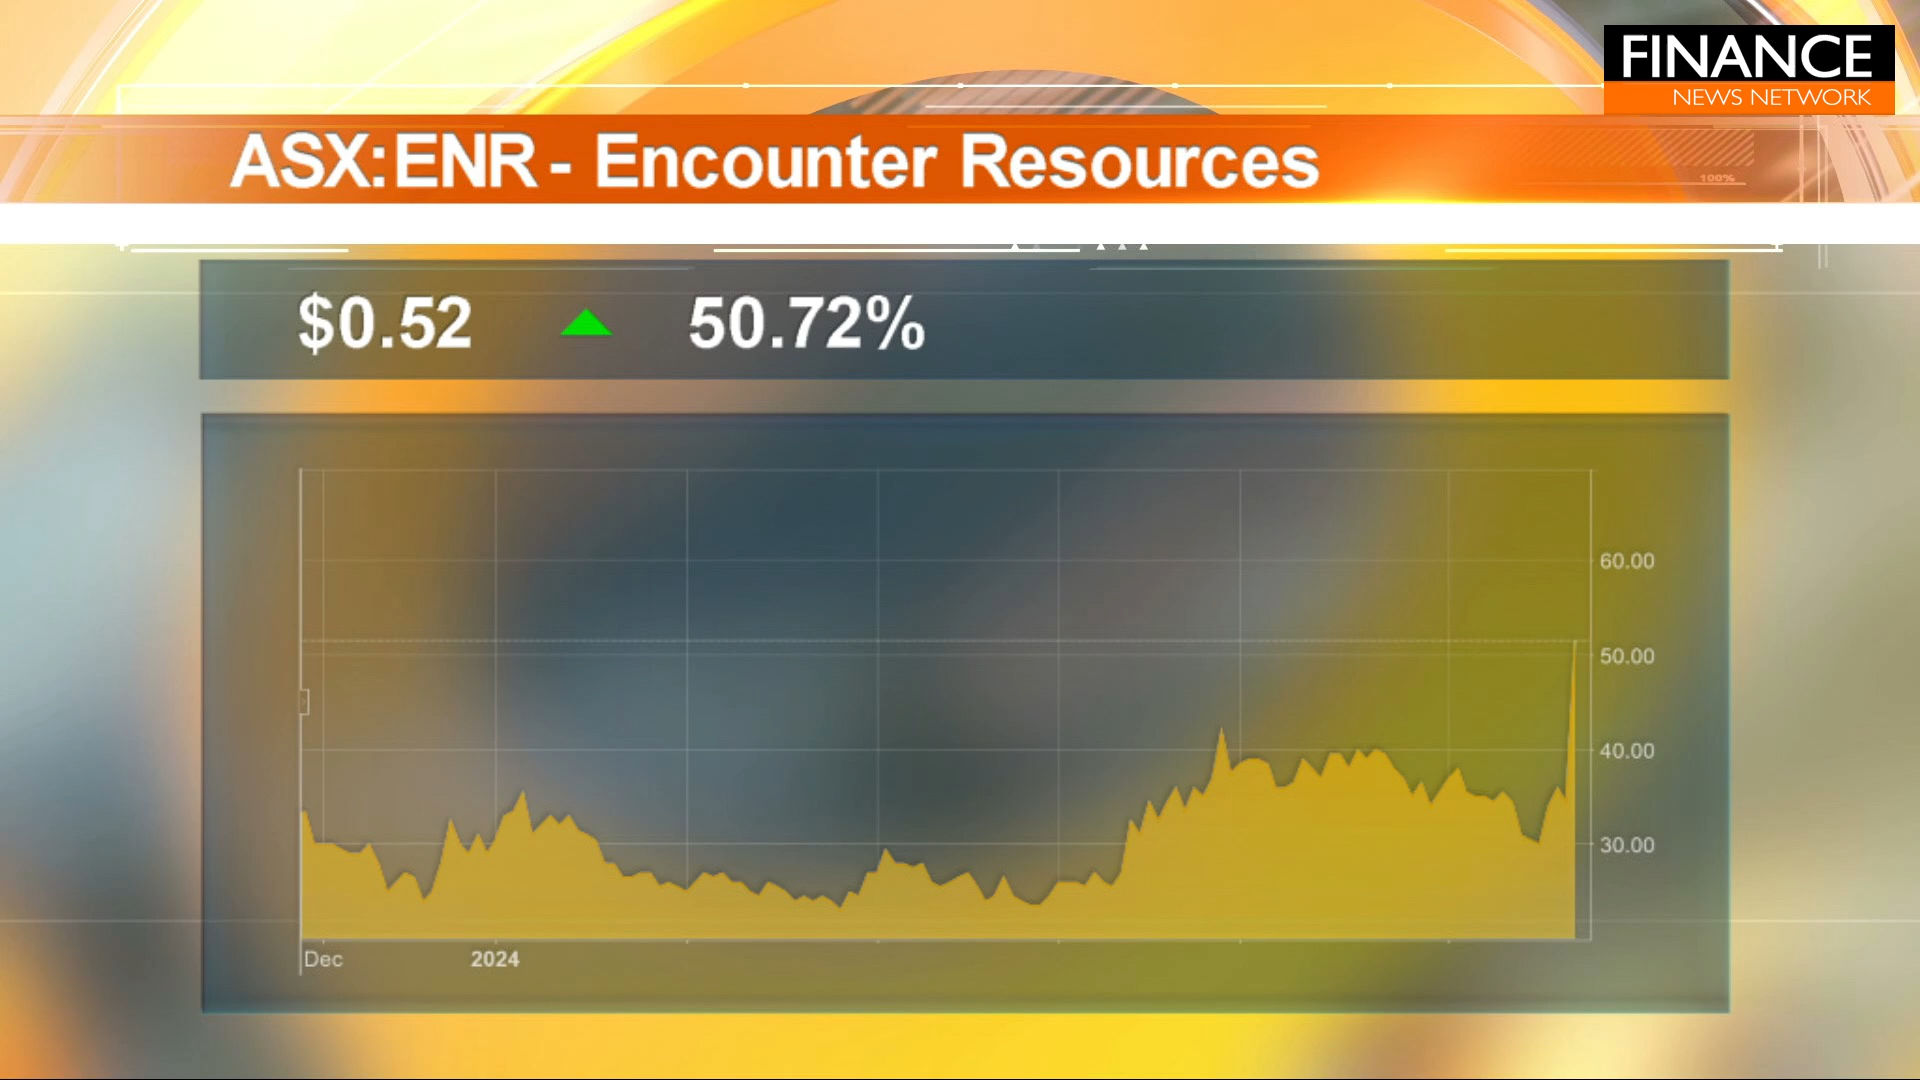 FINANCE
NEWS NETWORK
ASX:ENR - Encounter Resources
100%
$0.52 50.72%
60.00
50.00
40.00
30.00
Dec 2024